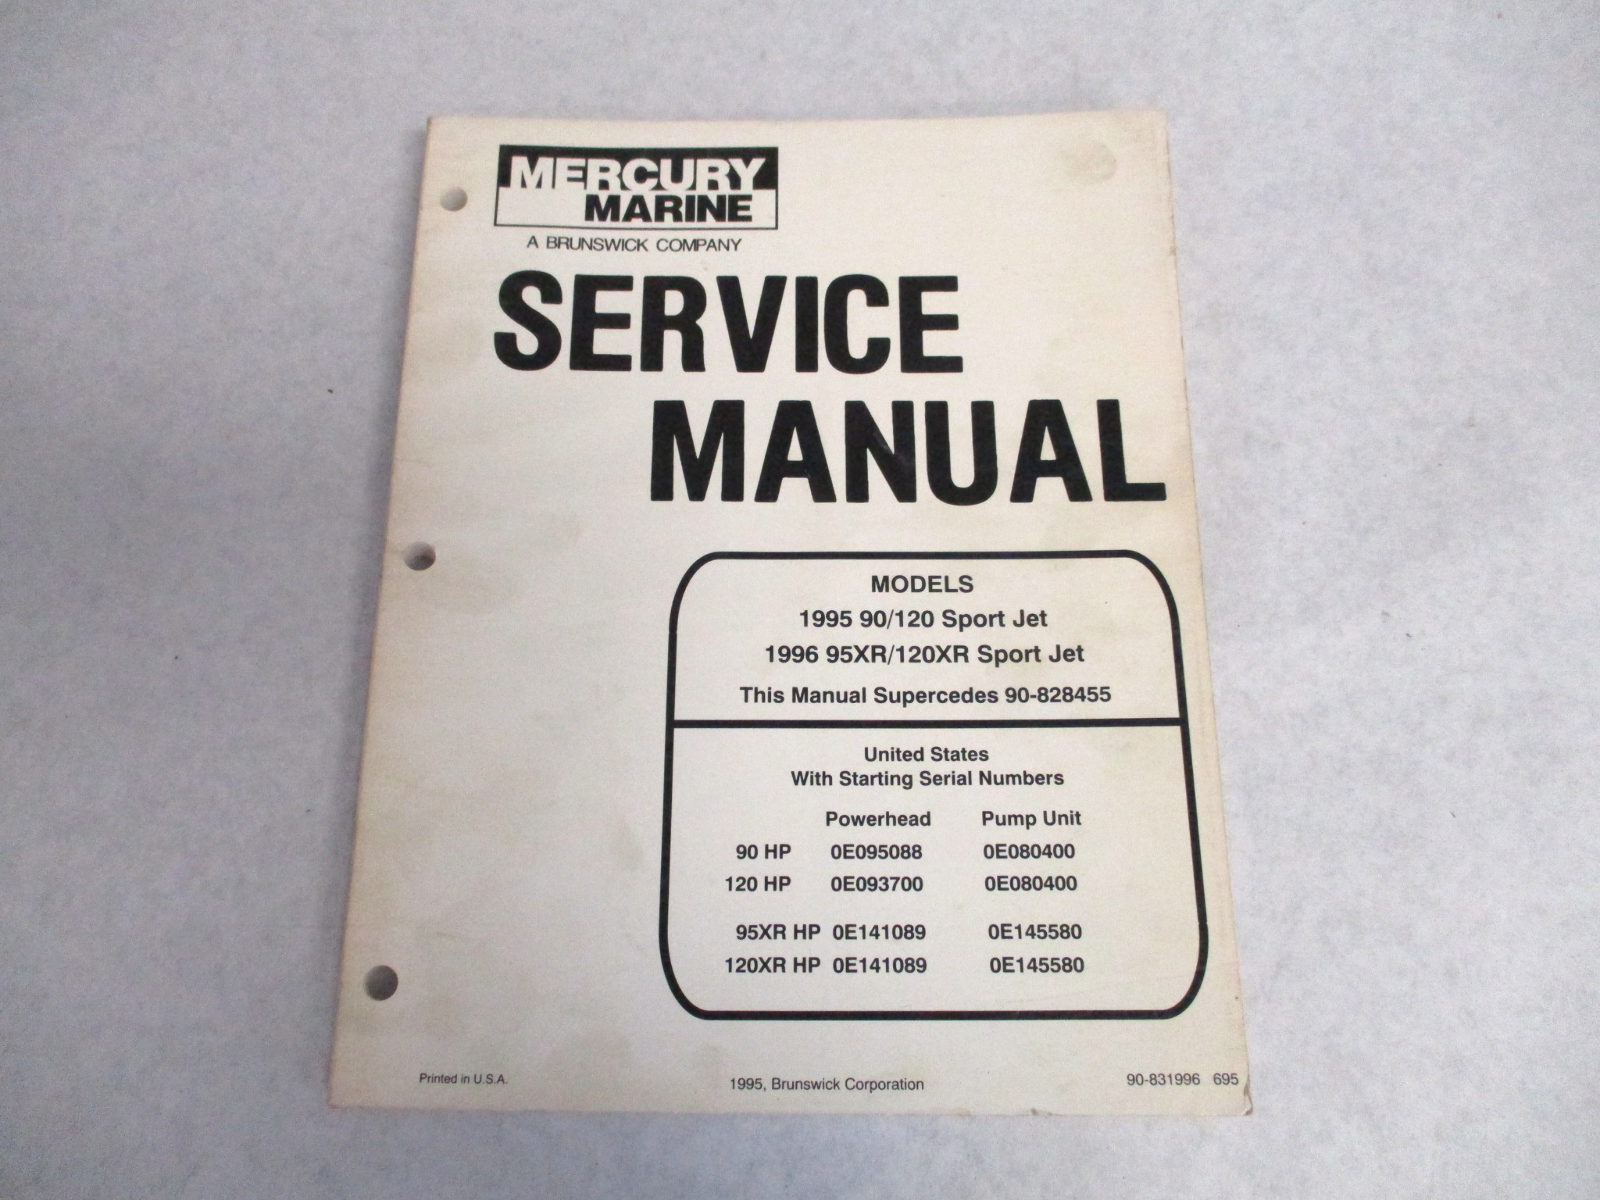 MERCURY
MARINE
A BRUNSWICK COMPANY
SERVICE
MANUAL
MODELS
1995 90/120 Sport Jet
1996 95XR/120XR Sport Jet
This Manual Supercedes 90-828455
United States
With Starting Serial Numbers
Powerhead Pump Unit
90 HP 0E095088 0E080400
120 HP 0E093700 0E080400
95XR HP 0E141089 0E145580
120XR HP 0E141089 0E145580
Printed in U.S.A. 1995, Brunswick Corporation 90-831996 695